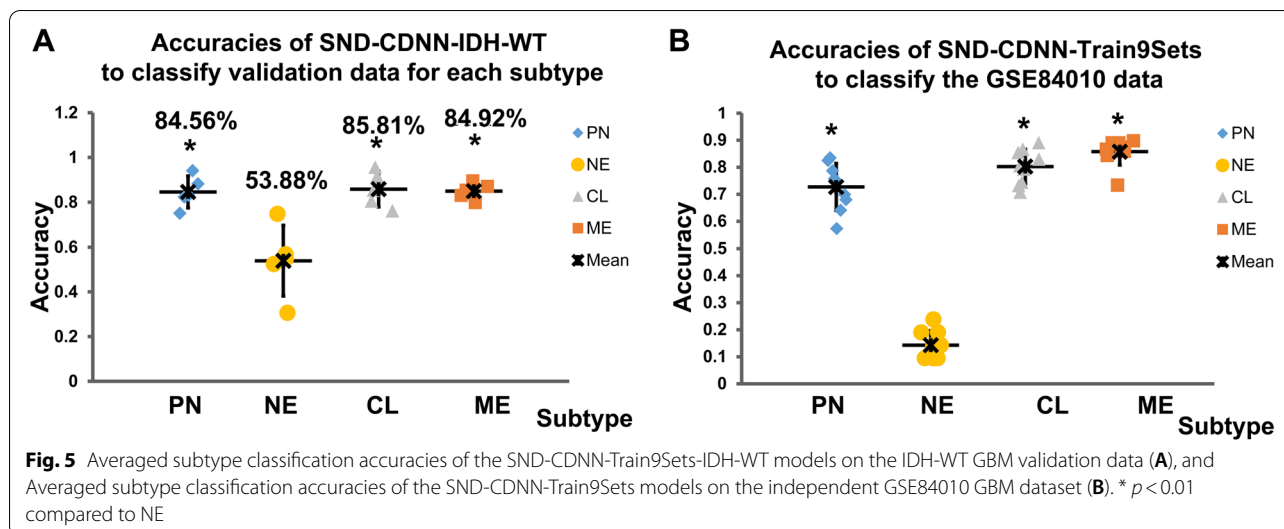 A
Accuracies of SND-CDNN-IDH-WT
to classify validation data for each subtype
1.2
1
0.8
0.6
0.4
0.2
0
Accuracy
84.56%
53.88%
85.81%
84.92%
*
*
*
PN
NE
CL
ME
Subtype
PN
NE
CL
ME
Mean
B
Accuracies of SND-CDNN-Train9Sets
to classify the GSE84010 data
1
0.9
0.8
0.7
0.6
0.5
0.4
0.3
0.2
0.1
0
Accuracy
*
*
*
PN
NE
CL
ME
Subtype
PN
NE
CL
ME
Mean
Fig. 5 Averaged subtype classification accuracies of the SND-CDNN-Train9Sets-IDH-WT models on the IDH-WT GBM validation data (A), and
Averaged subtype classification accuracies of the SND-CDNN-Train9Sets models on the independent GSE84010 GBM dataset (B). * p < 0.01
compared to NE